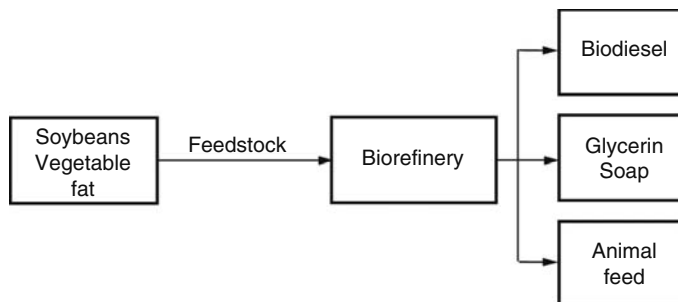 Soybeans
Vegetable
fat
Feedstock
Biorefinery
Biodiesel
Glycerin
Soap
Animal
feed